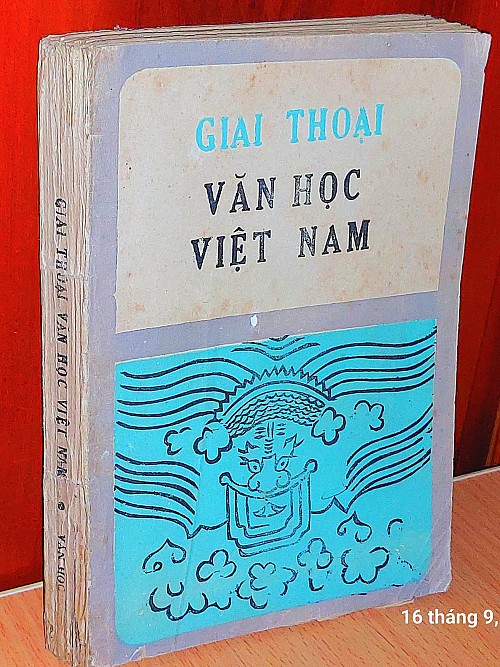 GIAI THOẠI
VĂN HỌC
VIỆT NAM
GIAI THOẠI VĂN HỌC VIỆT NAM VĂN HỌC
16 tháng 9,